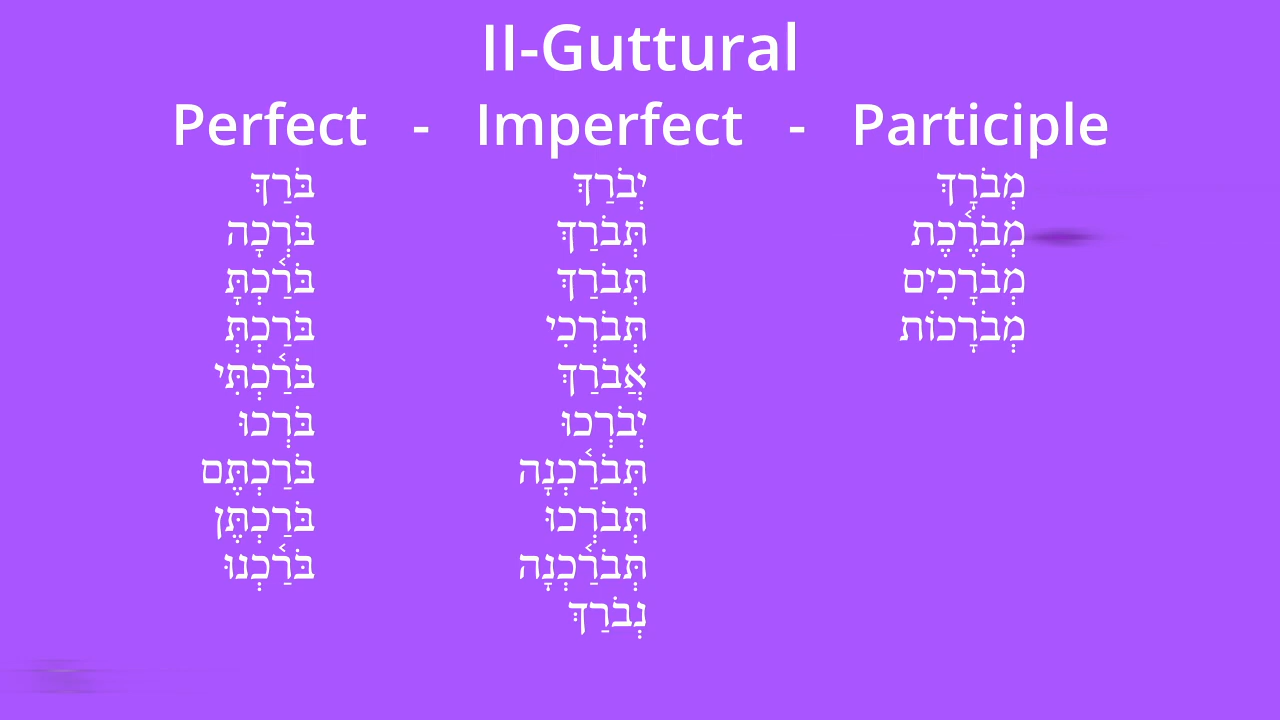 II-Guttural
Perfect - Imperfect - Participle
בֹּרַךְ יְבֹרַךְ מְבֹרָךְ
בֹּרְכָה תְּבֹרַךְ מְבֹרֶ֫כֶת
בֹּרַ֫כְתָּ תְּבֹרַךְ מְבֹרָכִים
בֹּרַכְתְּ תְּבֹרְכִי מְבֹרָכוֹת
בֹּרַ֫כְתִּי אֲבֹרַךְ
בֹּרְכוּ יְבֹרְכוּ
בֹּרַכְתֶּם תְּבֹרַ֫כְנָה
בֹּרַכְתֶּן תְּבֹרְכוּ
בֹּרַ֫כְנוּ תְּבֹרַ֫כְנָה
נְבֹרַךְ